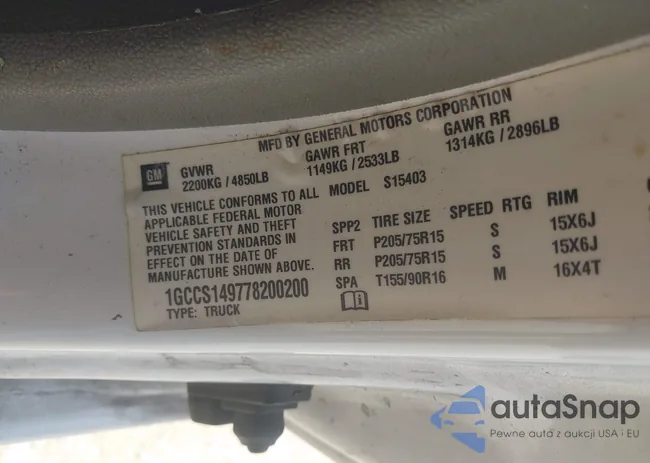 MFD BY GENERAL MOTORS CORPORATION
GM
GVWR GAWR FRT GAWR RR
2200KG / 4850LB 1149KG / 2533LB 1314KG / 2896LB
THIS VEHICLE CONFORMS TO ALL
APPLICABLE FEDERAL MOTOR
VEHICLE SAFETY AND THEFT
PREVENTION STANDARDS IN
EFFECT ON THE DATE OF
MANUFACTURE SHOWN ABOVE.
1GCCS149778200200
TYPE: TRUCK
MODEL S15403
SPP2 TIRE SIZE SPEED RTG RIM
FRT P205/75R15 S 15X6J
RR P205/75R15 S 15X6J
SPA T155/90R16 M 16X4T
autaSnap
Pewne auta z aukcji USA i EU